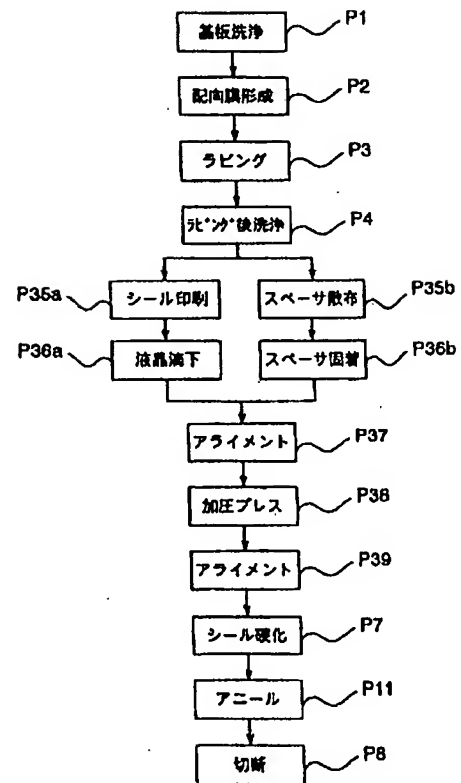 基板洗浄 P1
配向膜形成 P2
ラビング P3
ﾗﾋﾞﾝｸﾞ後洗浄 P4
P35a シール印刷 スペーサ散布 P35b
P36a 液晶滴下 スペーサ固着 P36b
アライメント P37
加圧プレス P38
アライメント P39
シール硬化 P7
アニール P11
切断 P8